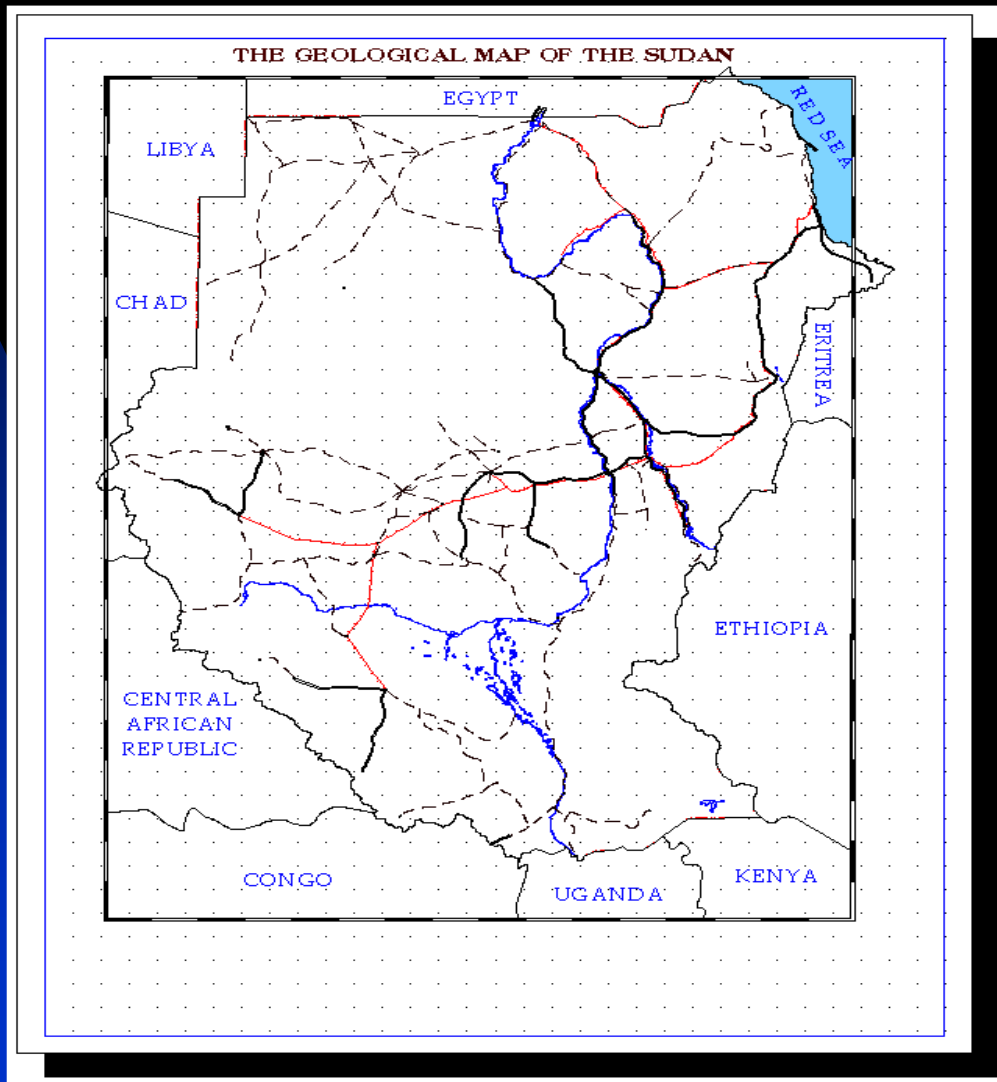 THE GEOLOGICAL MAP OF THE SUDAN
EGYPT
RED SEA
LIBYA
CHAD
ERITREA
ETHIOPIA
CENTRAL
AFRICAN
REPUBLIC
CONGO
UGANDA
KENYA